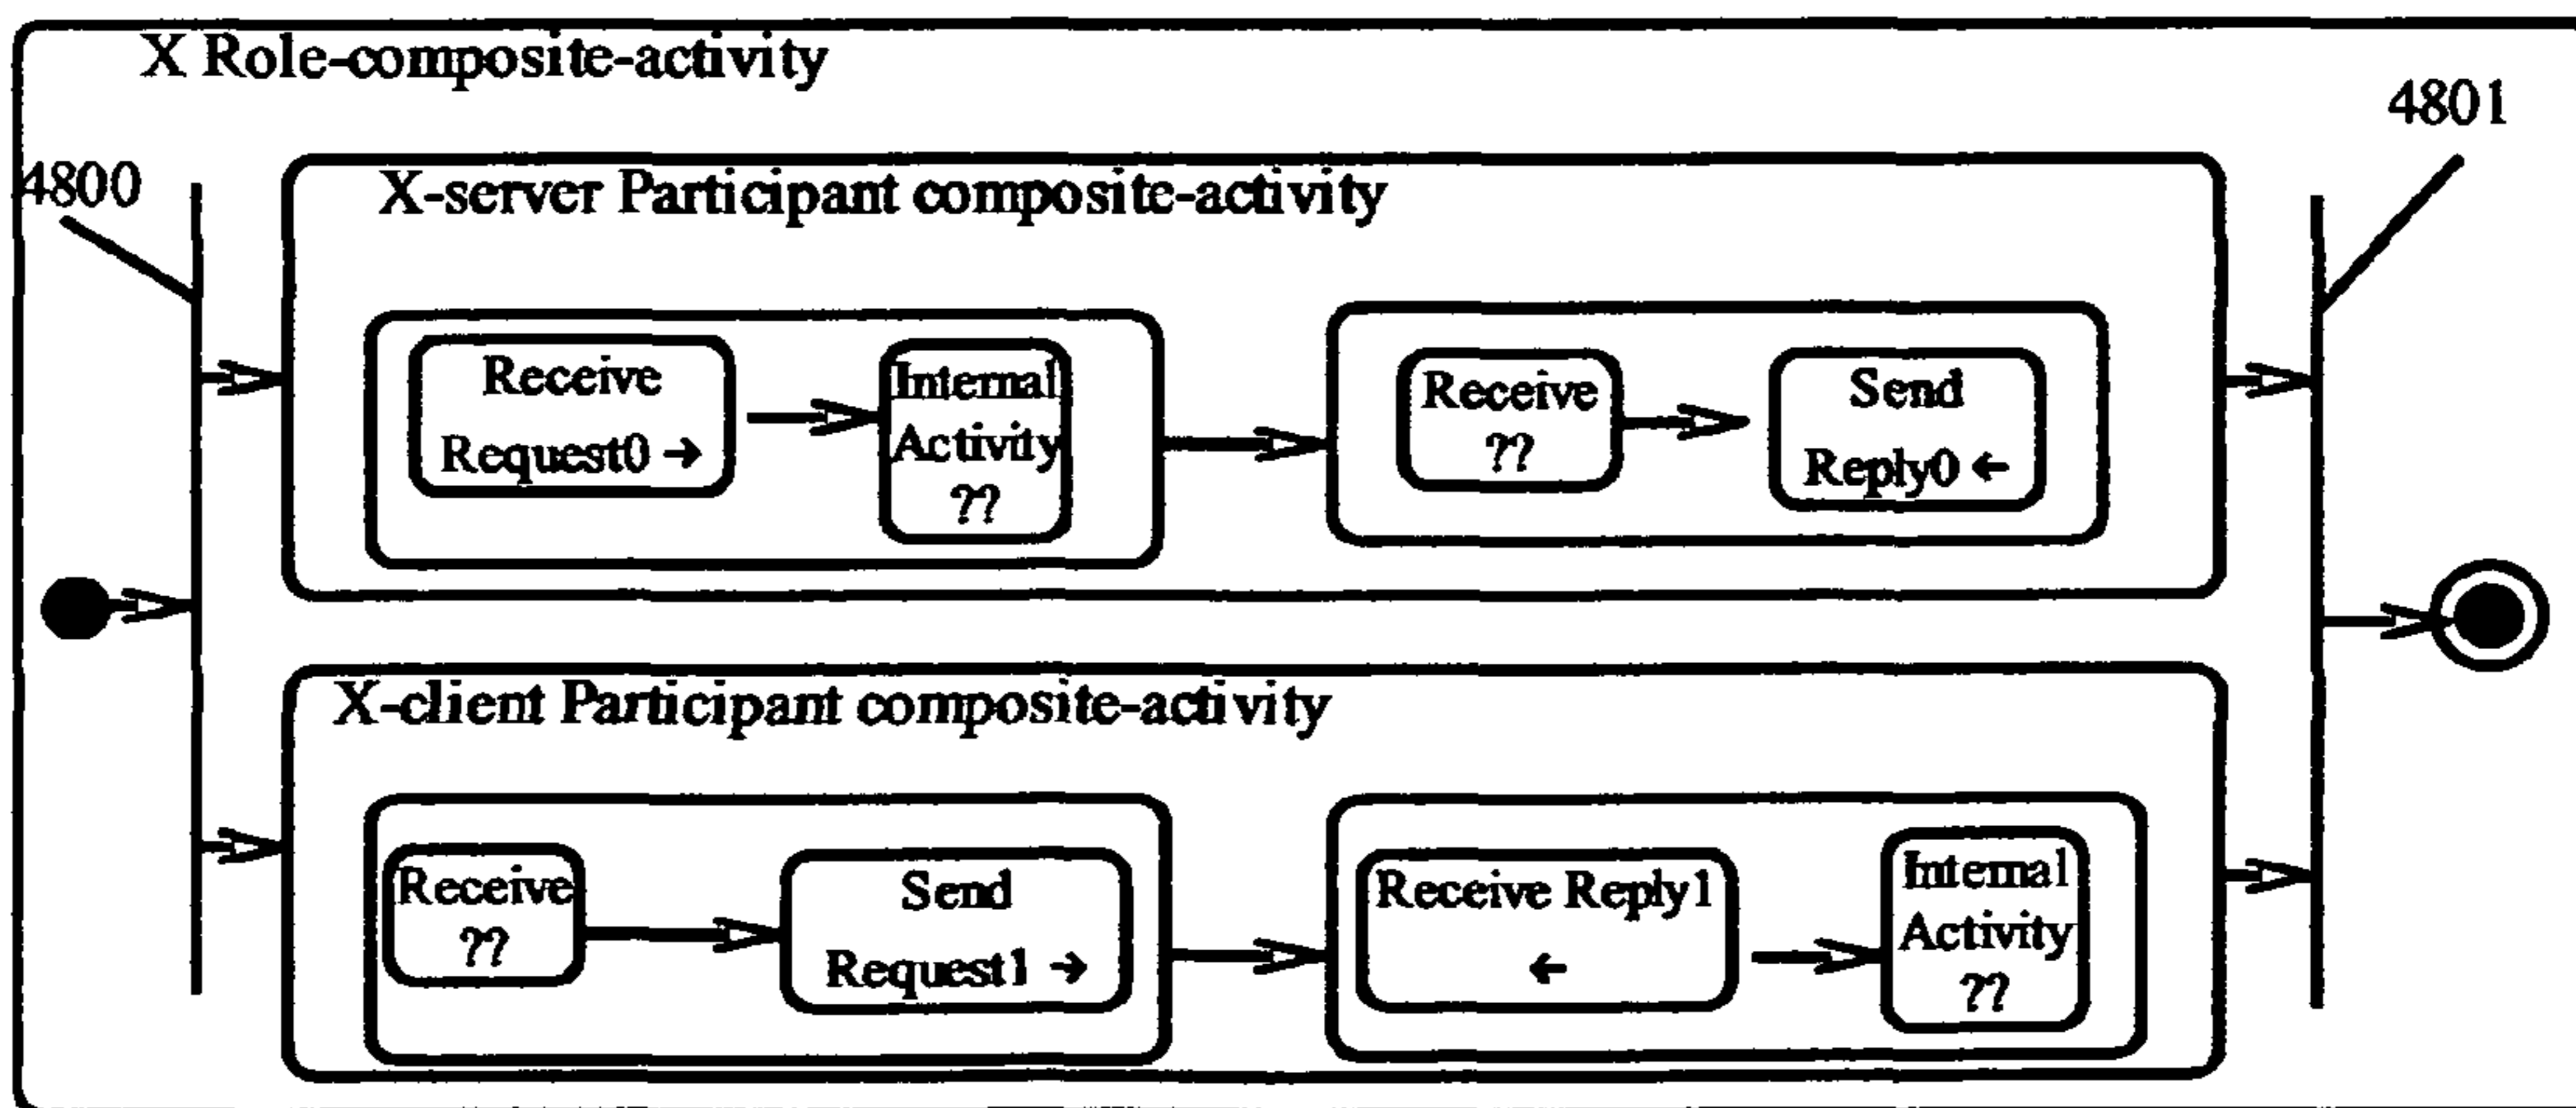 X Role-composite-activity
4801
4800
X-server Participant composite-activity
Receive
Request0 →
Internal
Activity
??
Receive
??
Send
Reply0 ←
X-client Participant composite-activity
Receive
??
Send
Request1 →
Receive Reply1
←
Internal
Activity
??